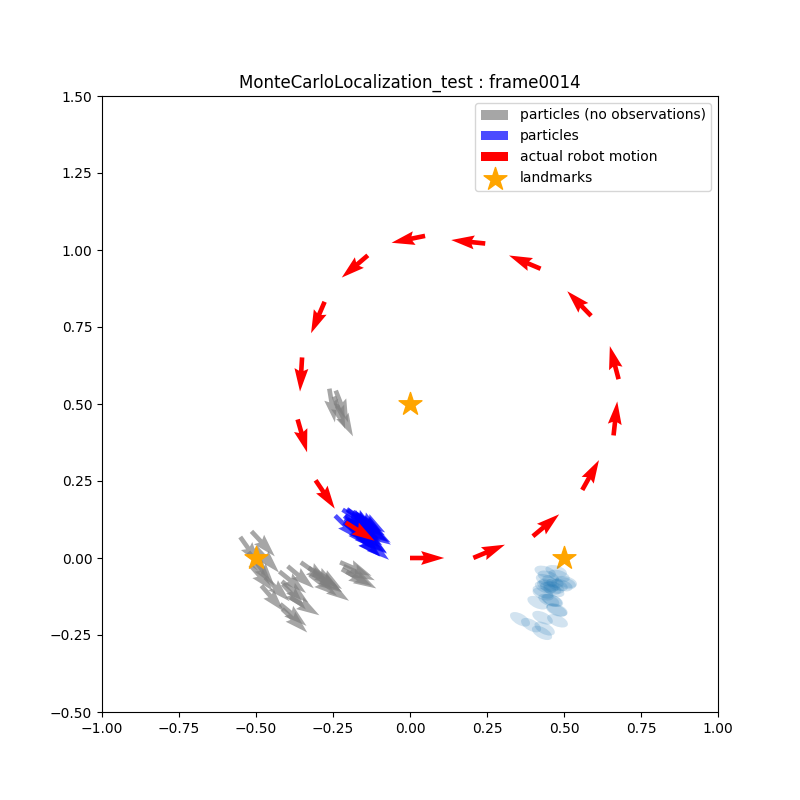 MonteCarloLocalization_test : frame0014
particles (no observations)
particles
actual robot motion
landmarks
1.50
1.25
1.00
0.75
0.50
0.25
0.00
−0.25
−0.50
−1.00 −0.75 −0.50 −0.25 0.00 0.25 0.50 0.75 1.00